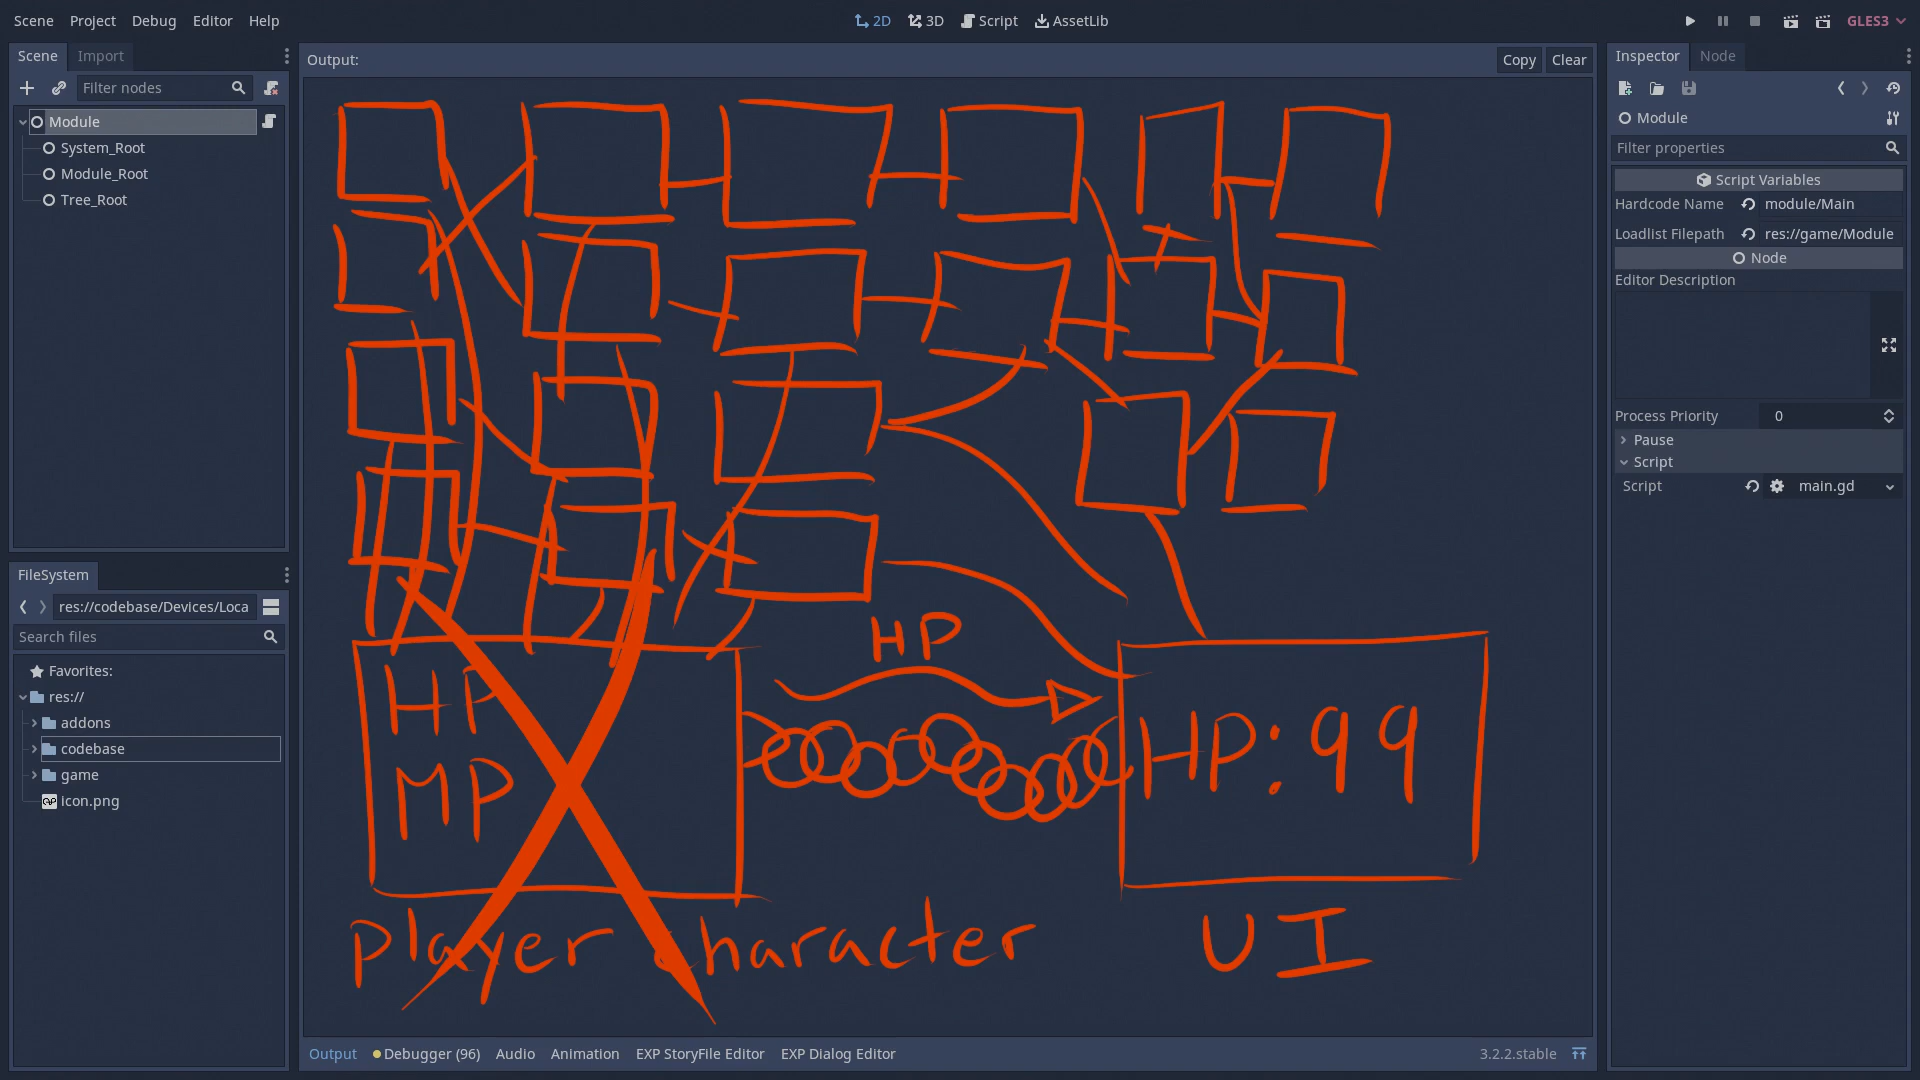 Scene Project Debug Editor Help
2D 3D Script AssetLib
GLES3
Scene Import
Filter nodes
Module
System_Root
Module_Root
Tree_Root
FileSystem
res://codebase/Devices/Loca
Search files
Favorites:
res://
addons
codebase
game
icon.png
Output:
Copy Clear
HP
HP
MP
HP:99
player character
UI
Output Debugger (96) Audio Animation EXP StoryFile Editor EXP Dialog Editor
3.2.2.stable
Inspector Node
Module
Filter properties
Script Variables
Hardcode Name module/Main
Loadlist Filepath res://game/Module
Node
Editor Description
Process Priority 0
Pause
Script
Script main.gd